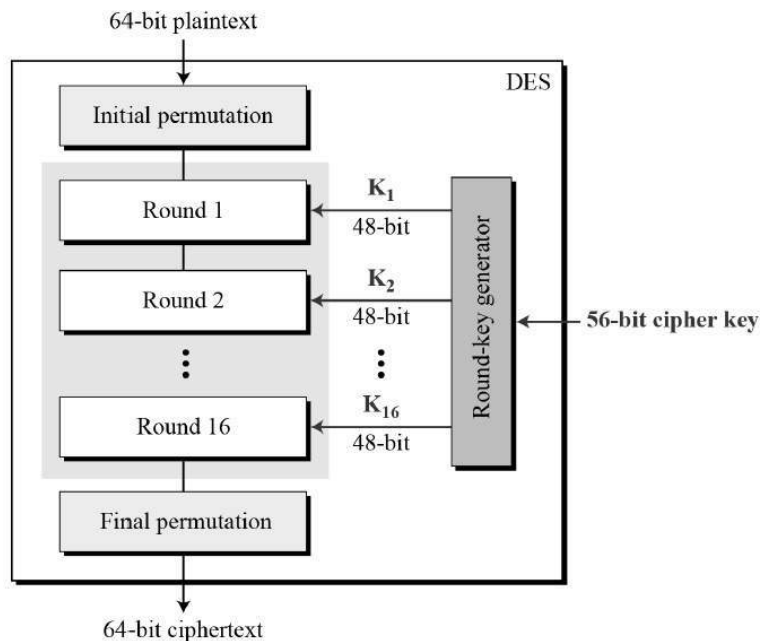 64-bit plaintext
DES
Initial permutation
Round 1
K1
48-bit
Round 2
K2
48-bit
Round-key generator
56-bit cipher key
Round 16
K16
48-bit
Final permutation
64-bit ciphertext